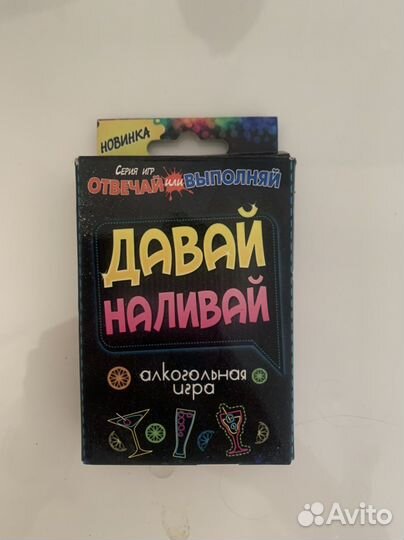 НОВИНКА
Серия игр
ОТВЕЧАЙ или ВЫПОЛНЯЙ
ДАВАЙ
НАЛИВАЙ
алкогольная
игра
Avito